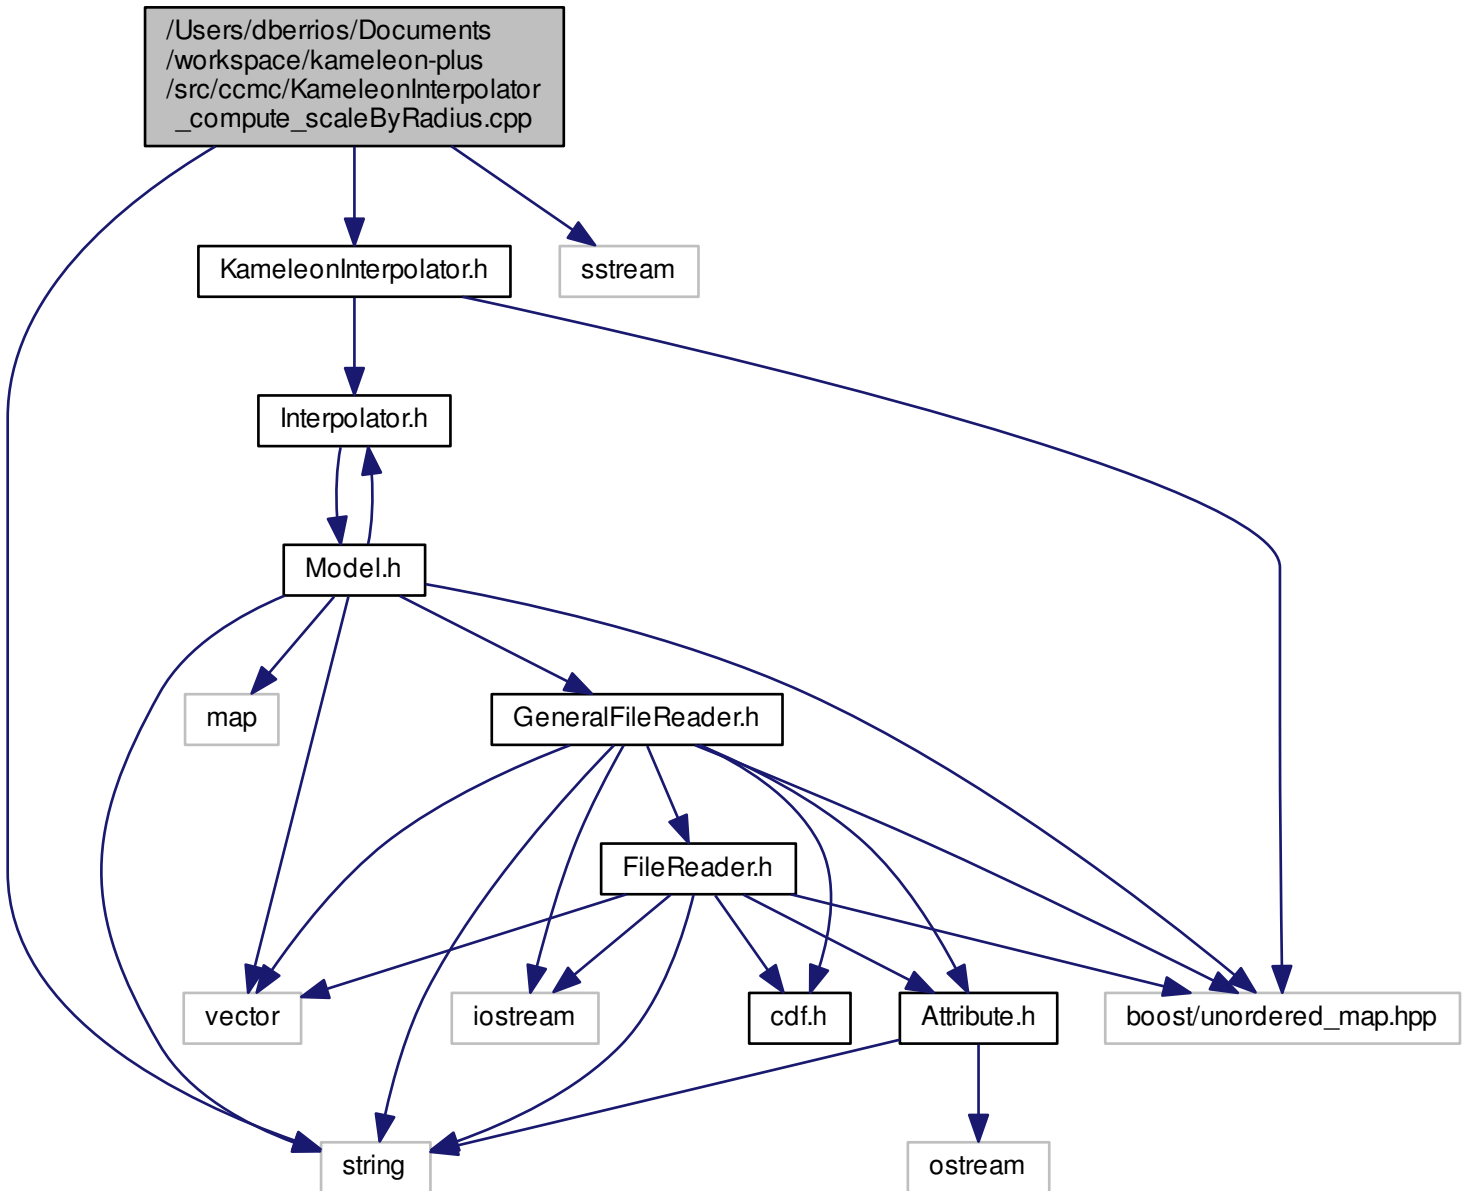 /Users/dberrios/Documents
/workspace/kameleon-plus
/src/ccmc/KameleonInterpolator
_compute_scaleByRadius.cpp
KameleonInterpolator.h
sstream
Interpolator.h
Model.h
map
GeneralFileReader.h
FileReader.h
vector
iostream
cdf.h
Attribute.h
boost/unordered_map.hpp
string
ostream